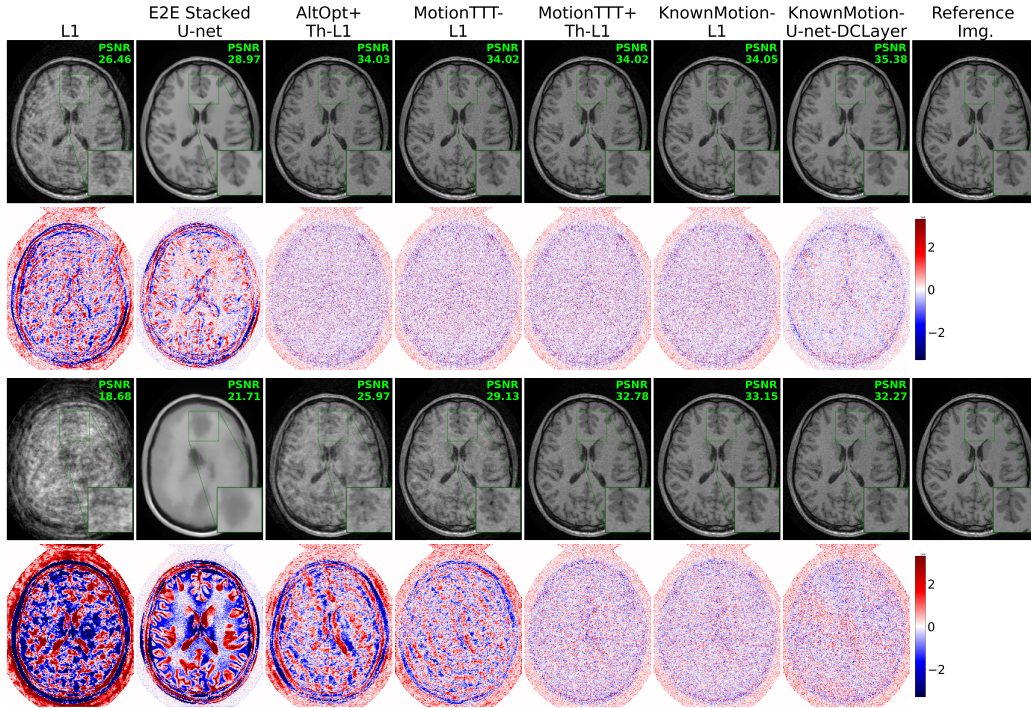 L1
E2E Stacked
U-net
AltOpt+
Th-L1
MotionTTT-
L1
MotionTTT+
Th-L1
KnownMotion-
L1
KnownMotion-
U-net-DCLayer
Reference
Img.
PSNR
26.46
PSNR
28.97
PSNR
34.03
PSNR
34.02
PSNR
34.02
PSNR
34.05
PSNR
35.38
2
0
−2
PSNR
18.68
PSNR
21.71
PSNR
25.97
PSNR
29.13
PSNR
32.78
PSNR
33.15
PSNR
32.27
2
0
−2